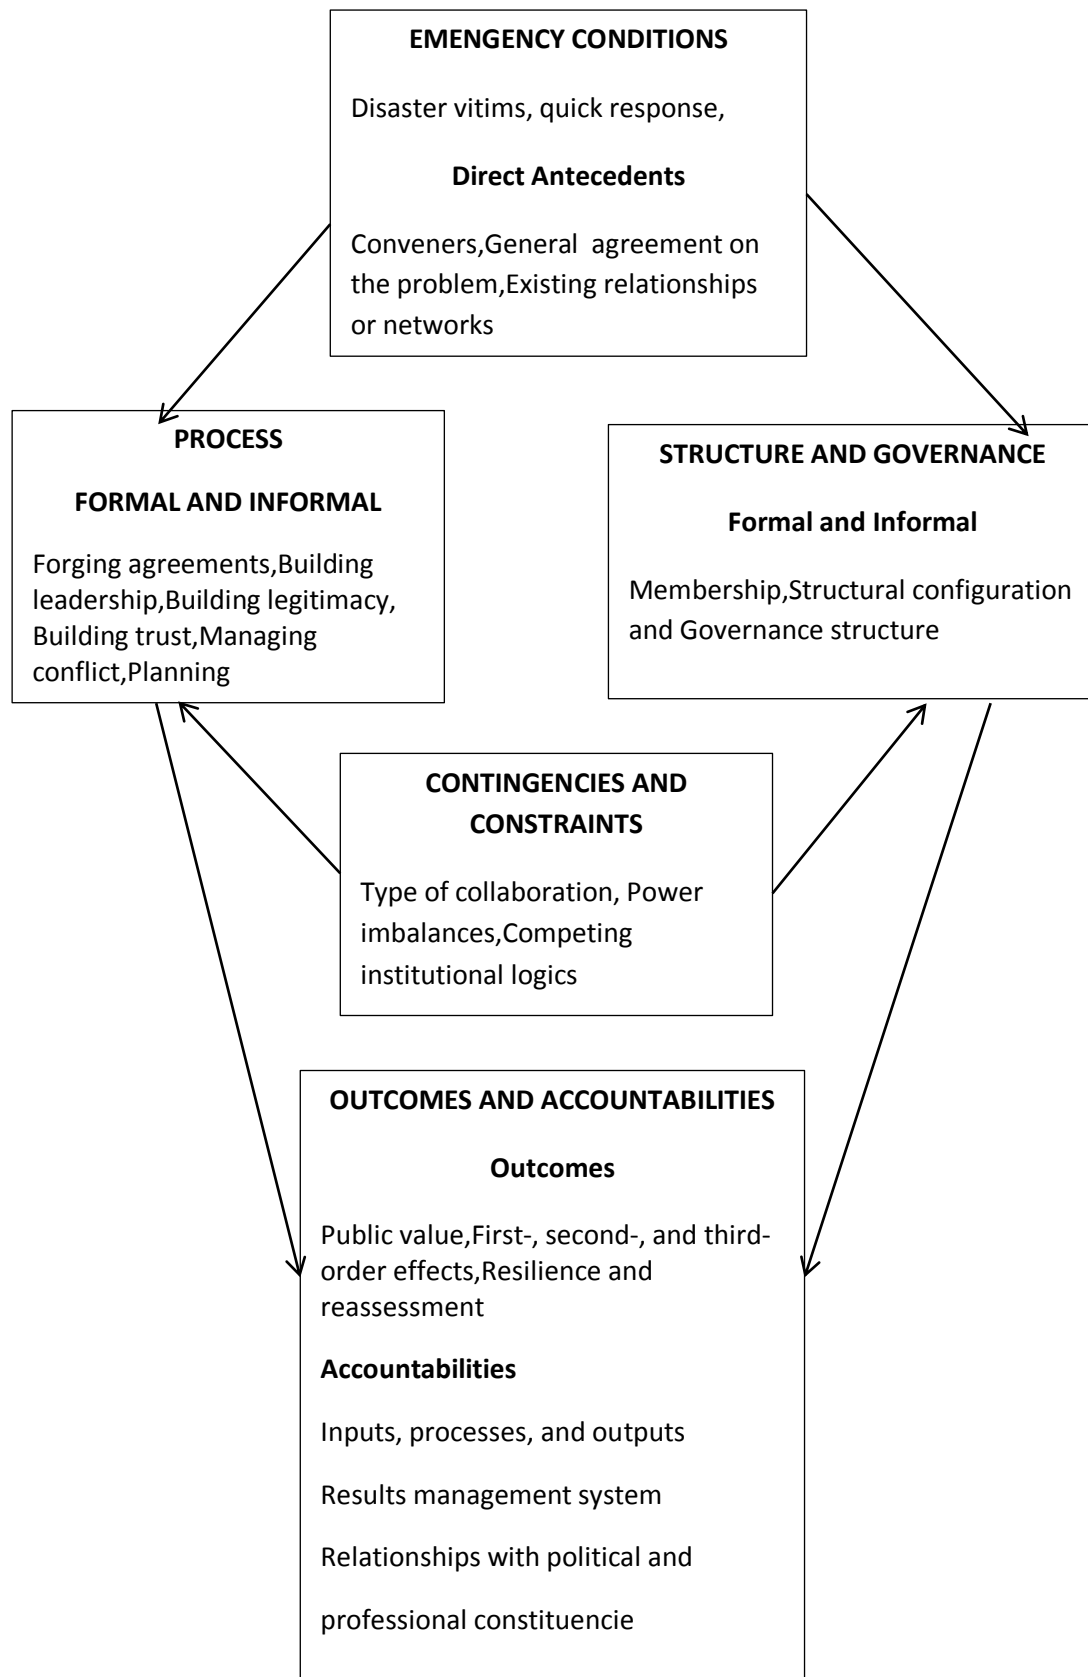 EMENGENCY CONDITIONS
Disaster vitims, quick response,
Direct Antecedents
Conveners,General  agreement on
the problem,Existing relationships
or networks
PROCESS
FORMAL AND INFORMAL
Forging agreements,Building
leadership,Building legitimacy,
Building trust,Managing
conflict,Planning
STRUCTURE AND GOVERNANCE
Formal and Informal
Membership,Structural configuration
and Governance structure
CONTINGENCIES AND
CONSTRAINTS
Type of collaboration, Power
imbalances,Competing
institutional logics
OUTCOMES AND ACCOUNTABILITIES
Outcomes
Public value,First-, second-, and third-
order effects,Resilience and
reassessment
Accountabilities
Inputs, processes, and outputs
Results management system
Relationships with political and
professional constituencie